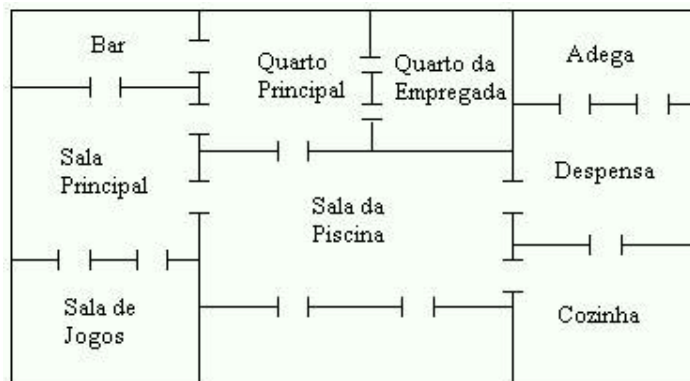 Bar
Quarto
Principal
Quarto da
Empregada
Adega
Sala
Principal
Sala da
Piscina
Despensa
Sala de
Jogos
Cozinha